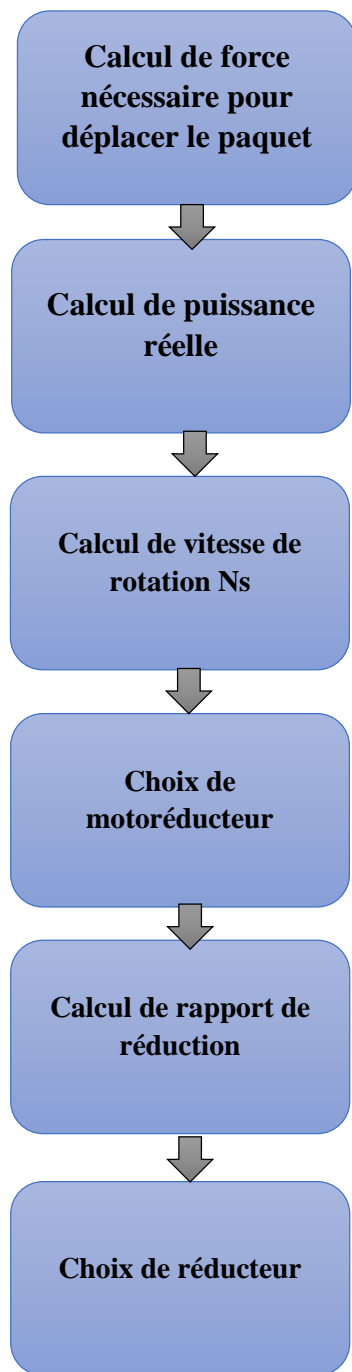 Calcul de force
nécessaire pour
déplacer le paquet
Calcul de puissance
réelle
Calcul de vitesse de
rotation Ns
Choix de
motoréducteur
Calcul de rapport de
réduction
Choix de réducteur